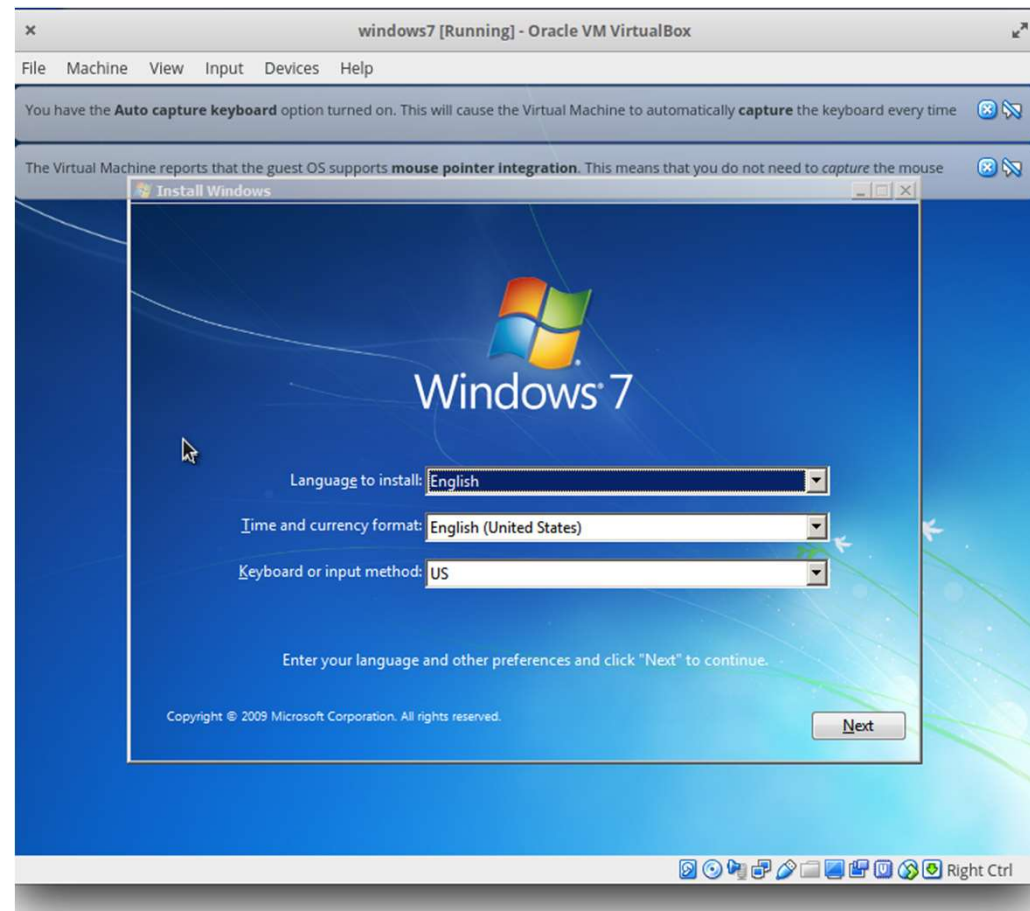 windows7 [Running] - Oracle VM VirtualBox
File Machine View Input Devices Help
You have the Auto capture keyboard option turned on. This will cause the Virtual Machine to automatically capture the keyboard every time
The Virtual Machine reports that the guest OS supports mouse pointer integration. This means that you do not need to capture the mouse
Install Windows
Windows 7
Language to install: English
Time and currency format: English (United States)
Keyboard or input method: US
Enter your language and other preferences and click "Next" to continue.
Copyright © 2009 Microsoft Corporation. All rights reserved.
Next
Right Ctrl